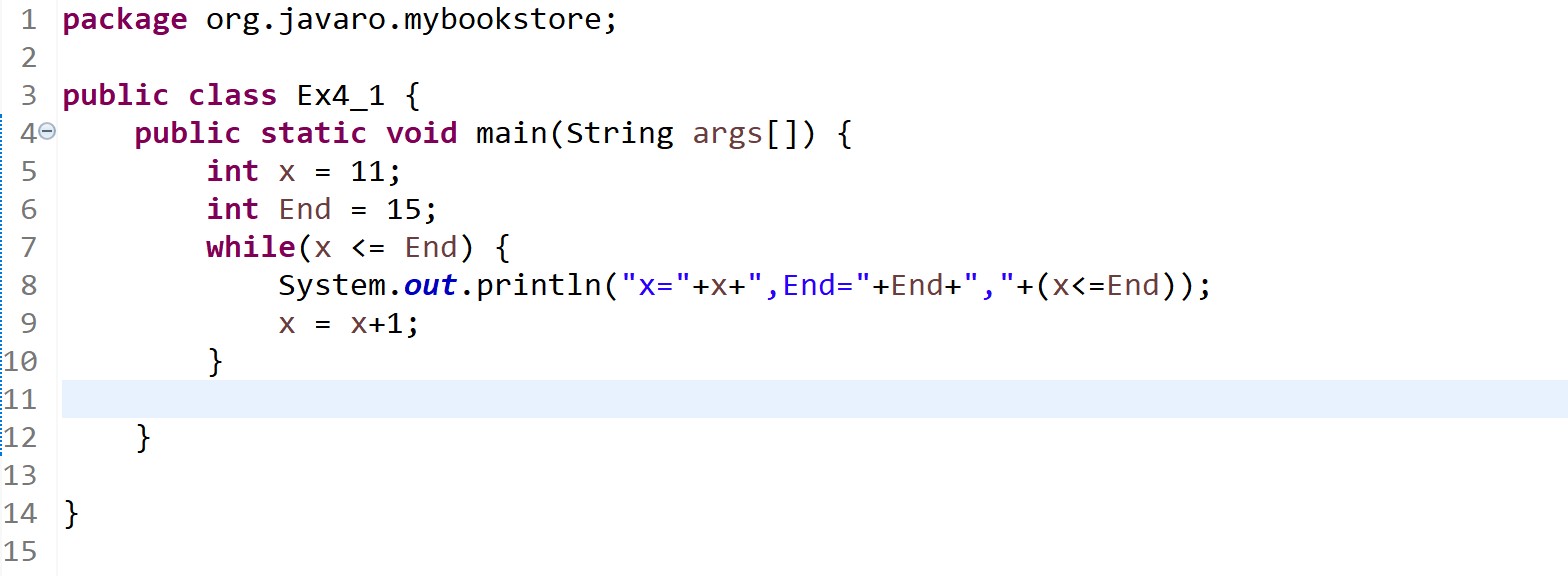 1 package org.javaro.mybookstore;
2
3 public class Ex4_1 {
4     public static void main(String args[]) {
5         int x = 11;
6         int End = 15;
7         while(x <= End) {
8             System.out.println("x="+x+",End="+End+","+(x<=End));
9             x = x+1;
10         }
11
12     }
13
14 }
15